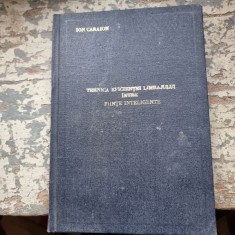 ION CARAION
TEHNICA EFICIENȚEI LIMBAJULUI
ÎNTRE
FIINȚE INTELIGENTE